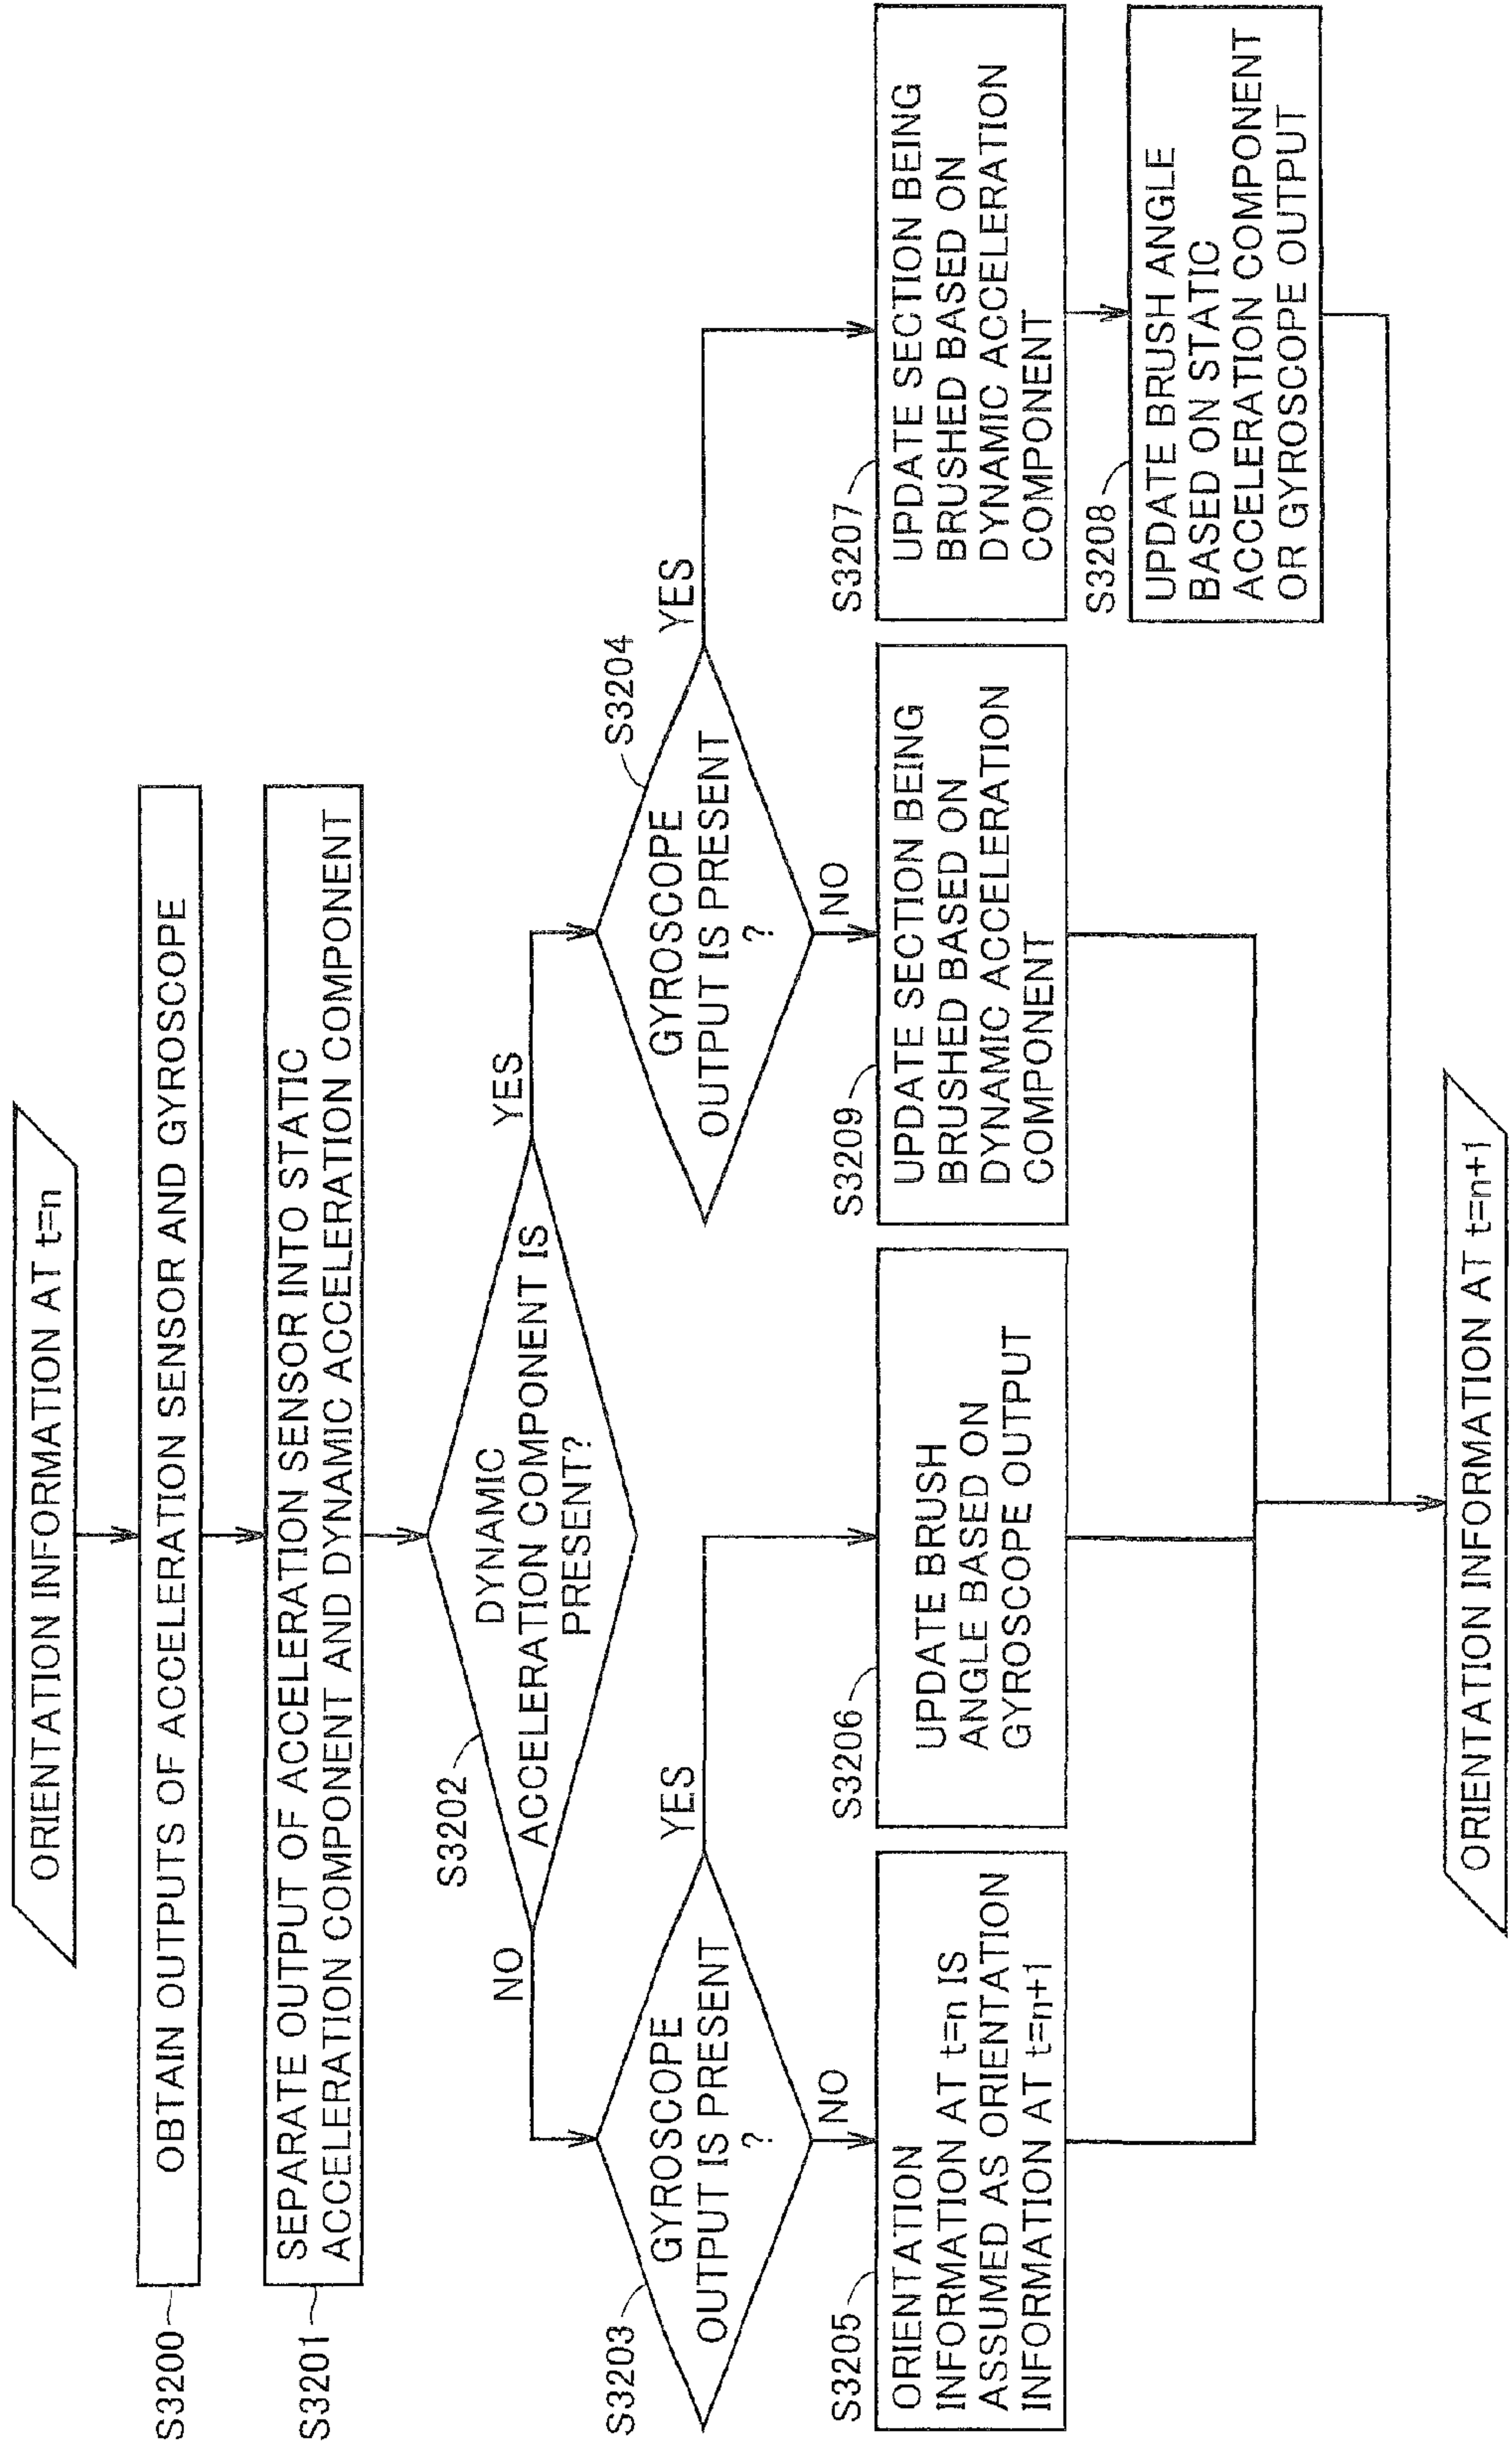 ORIENTATION INFORMATION AT t=n
S3200
OBTAIN OUTPUTS OF ACCELERATION SENSOR AND GYROSCOPE
S3201
SEPARATE OUTPUT OF ACCELERATION SENSOR INTO STATIC
ACCELERATION COMPONENT AND DYNAMIC ACCELERATION COMPONENT
S3202
DYNAMIC
ACCELERATION COMPONENT IS
PRESENT?
NO
YES
S3203
GYROSCOPE
OUTPUT IS PRESENT
?
YES
NO
S3204
GYROSCOPE
OUTPUT IS PRESENT
?
YES
NO
S3205
ORIENTATION
INFORMATION AT t=n IS
ASSUMED AS ORIENTATION
INFORMATION AT t=n+1
S3206
UPDATE BRUSH
ANGLE BASED ON
GYROSCOPE OUTPUT
S3209
UPDATE SECTION BEING
BRUSHED BASED ON
DYNAMIC ACCELERATION
COMPONENT
S3207
UPDATE SECTION BEING
BRUSHED BASED ON
DYNAMIC ACCELERATION
COMPONENT
S3208
UPDATE BRUSH ANGLE
BASED ON STATIC
ACCELERATION COMPONENT
OR GYROSCOPE OUTPUT
ORIENTATION INFORMATION AT t=n+1